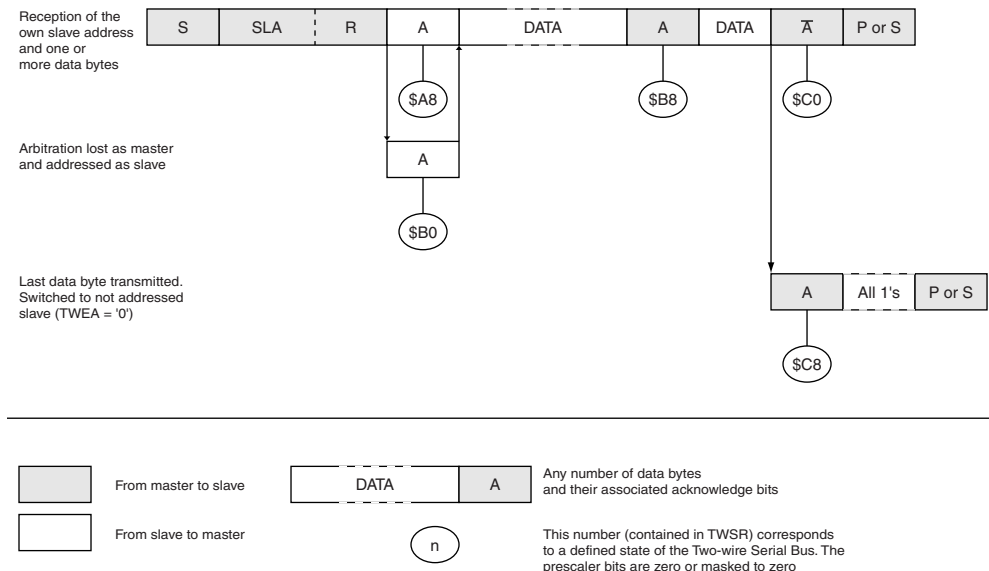 Reception of the
own slave address
and one or
more data bytes
S SLA R A DATA A DATA A̅ P or S
$A8 $B8 $C0
Arbitration lost as master
and addressed as slave
A
$B0
Last data byte transmitted.
Switched to not addressed
slave (TWEA = '0')
A All 1's P or S
$C8
From master to slave
DATA A
Any number of data bytes
and their associated acknowledge bits
From slave to master
n
This number (contained in TWSR) corresponds
to a defined state of the Two-wire Serial Bus. The
prescaler bits are zero or masked to zero